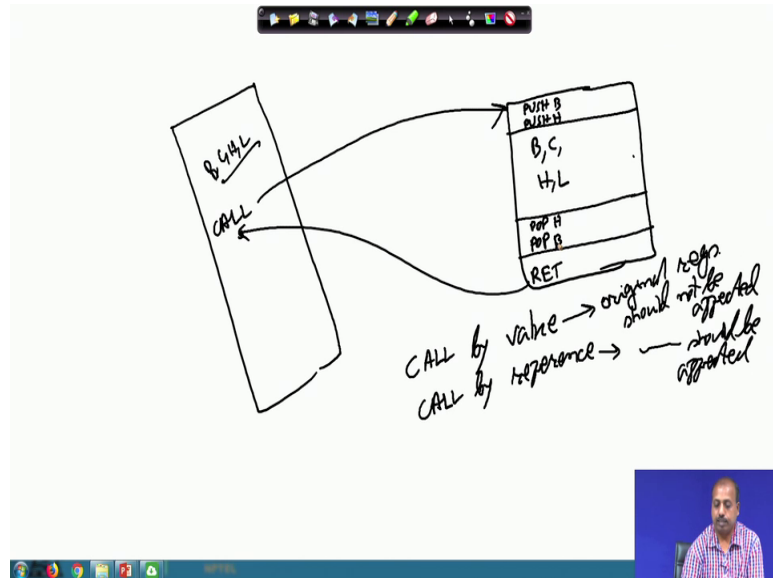 B, C, H, L
CALL
PUSH B
PUSH H
B, C,
H, L
POP H
POP B
RET
CALL by value → original regs. should not be affected
CALL by reference → — should be affected
NPTEL